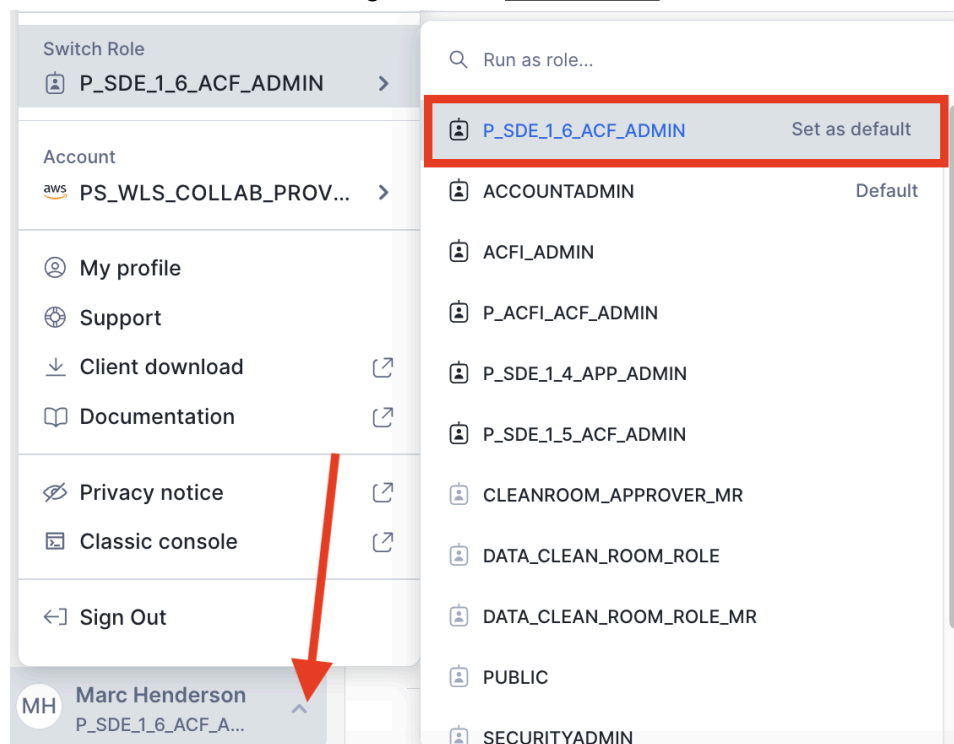 Switch Role
P_SDE_1_6_ACF_ADMIN
Account
aws PS_WLS_COLLAB_PROV...
My profile
Support
Client download
Documentation
Privacy notice
Classic console
Sign Out
MH
Marc Henderson
P_SDE_1_6_ACF_A...
Run as role...
P_SDE_1_6_ACF_ADMIN Set as default
ACCOUNTADMIN Default
ACFI_ADMIN
P_ACFI_ACF_ADMIN
P_SDE_1_4_APP_ADMIN
P_SDE_1_5_ACF_ADMIN
CLEANROOM_APPROVER_MR
DATA_CLEAN_ROOM_ROLE
DATA_CLEAN_ROOM_ROLE_MR
PUBLIC
SECURITYADMIN